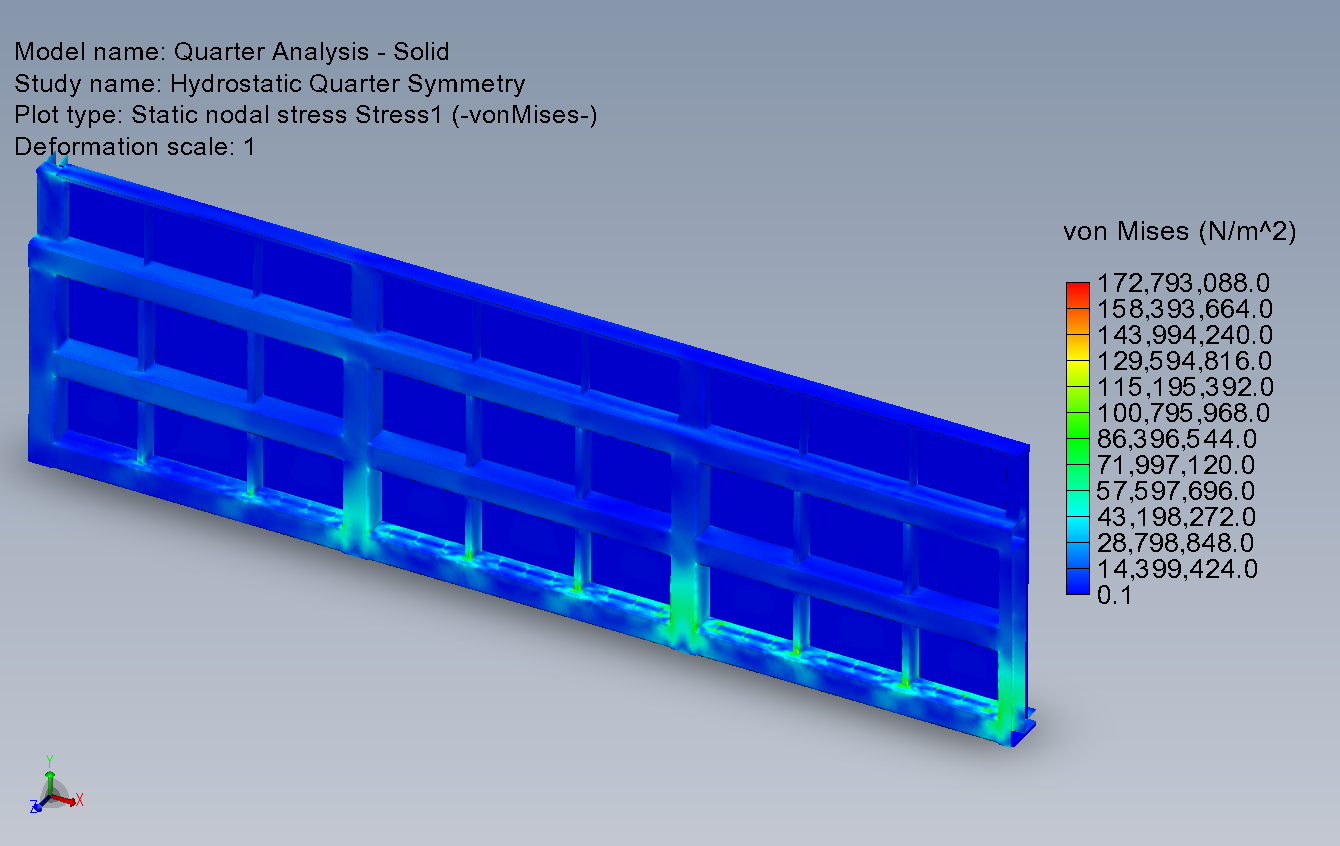 Model name: Quarter Analysis - Solid
Study name: Hydrostatic Quarter Symmetry
Plot type: Static nodal stress Stress1 (-vonMises-)
Deformation scale: 1
von Mises (N/m^2)
172,793,088.0
158,393,664.0
143,994,240.0
129,594,816.0
115,195,392.0
100,795,968.0
86,396,544.0
71,997,120.0
57,597,696.0
43,198,272.0
28,798,848.0
14,399,424.0
0.1
Y
Z X